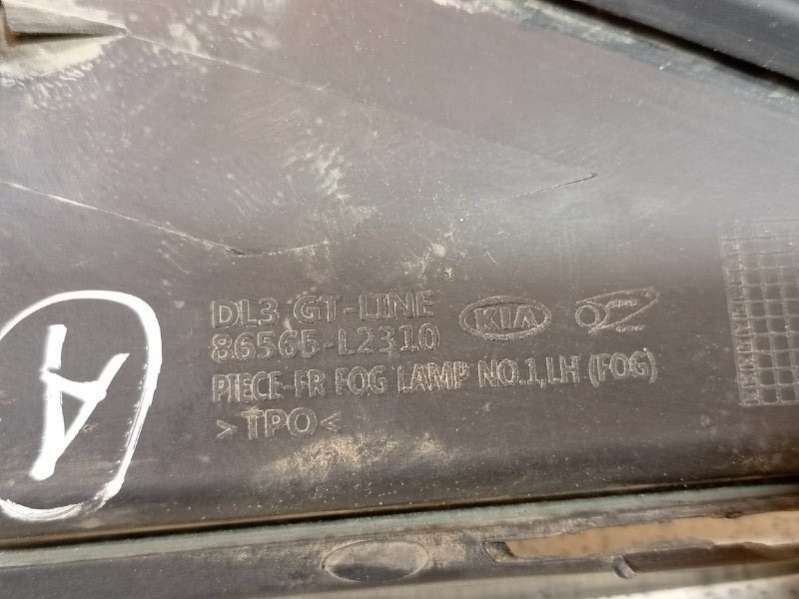 DL3 GT-LINE
86565-L2310
KIA
PIECE-FR FOG LAMP NO.1,LH (FOG)
>TPO<
A